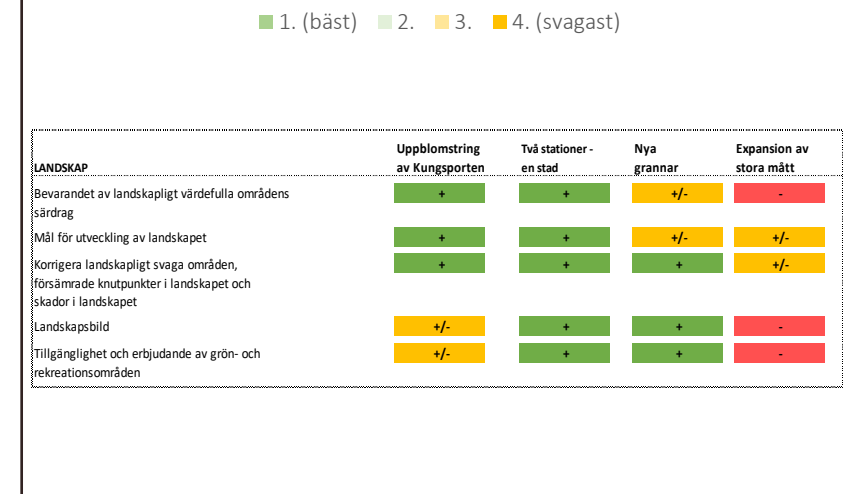 1. (bäst) 2. 3. 4. (svagast)
LANDSKAP Uppblomstring av Kungsporten Två stationer - en stad Nya grannar Expansion av stora mått
Bevarandet av landskapligt värdefulla områdens + + +/- -
särdrag
Mål för utveckling av landskapet + + +/- +/-
Korrigera landskapligt svaga områden, + + + +/-
försämrade knutpunkter i landskapet och
skador i landskapet
Landskapsbild +/- + + -
Tillgänglighet och erbjudande av grön- och +/- + + -
rekreationsområden